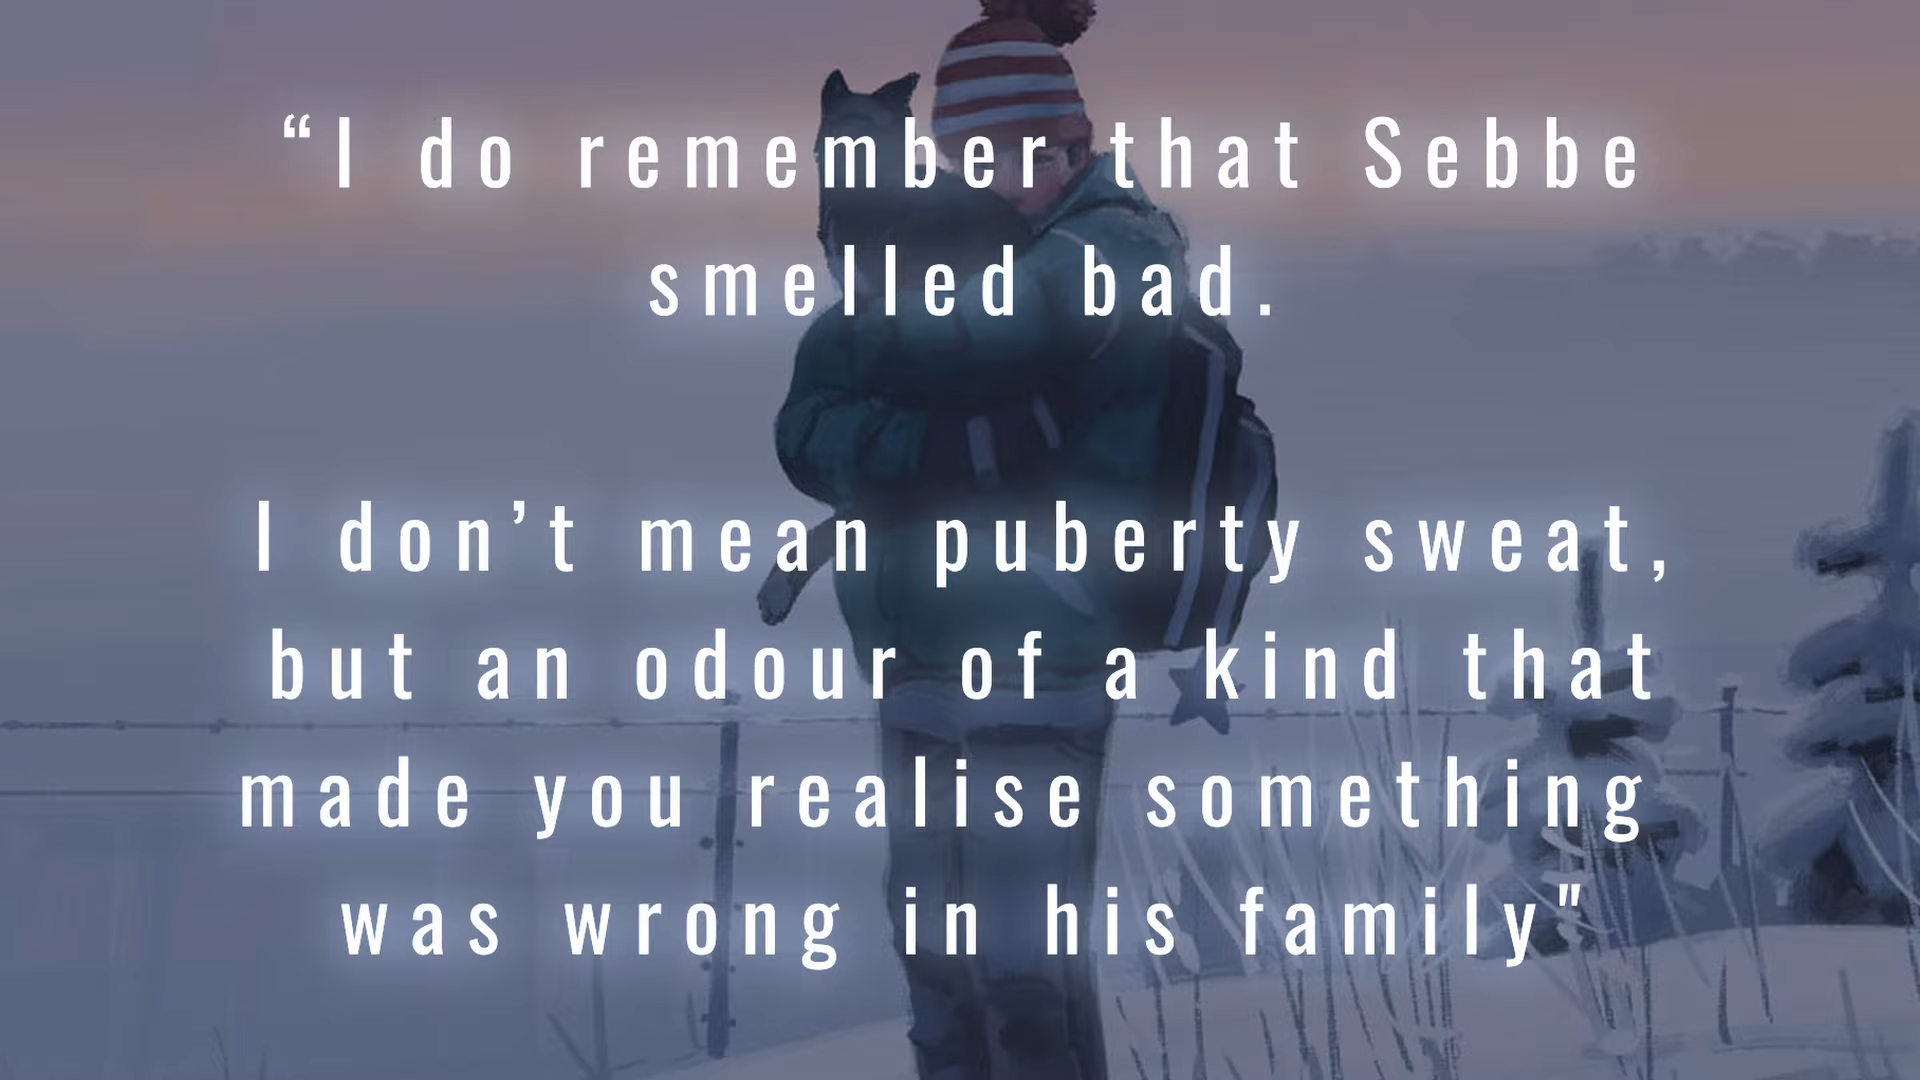 “I do remember that Sebbe
smelled bad.
I don’t mean puberty sweat,
but an odour of a kind that
made you realise something
was wrong in his family"